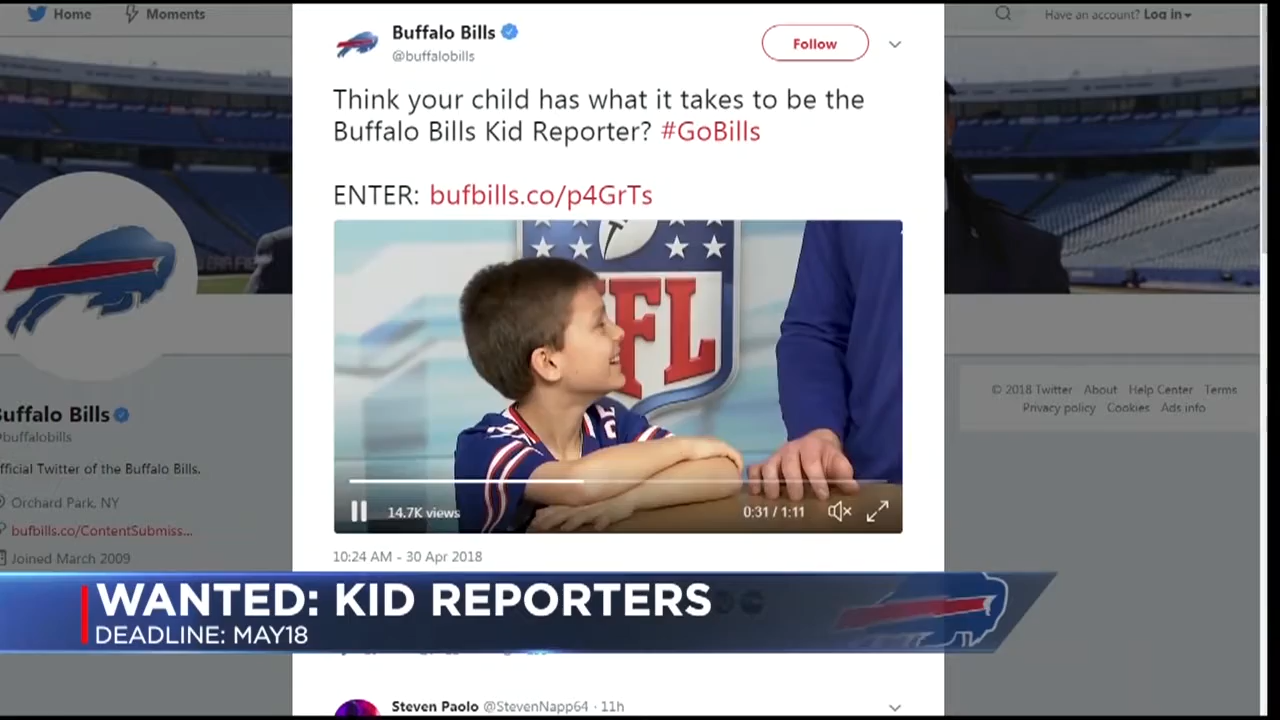 Home
Moments
Have an account? Log in
Buffalo Bills
@buffalobills
Follow
Think your child has what it takes to be the
Buffalo Bills Kid Reporter? #GoBills
ENTER: bufbills.co/p4GrTs
NFL
14.7K views
0:31 / 1:11
10:24 AM - 30 Apr 2018
Buffalo Bills
@buffalobills
fficial Twitter of the Buffalo Bills.
Orchard Park, NY
bufbills.co/ContentSubmiss...
Joined March 2009
© 2018 Twitter About Help Center Terms
Privacy policy Cookies Ads info
WANTED: KID REPORTERS
DEADLINE: MAY18
Steven Paolo @StevenNapp64 · 11h